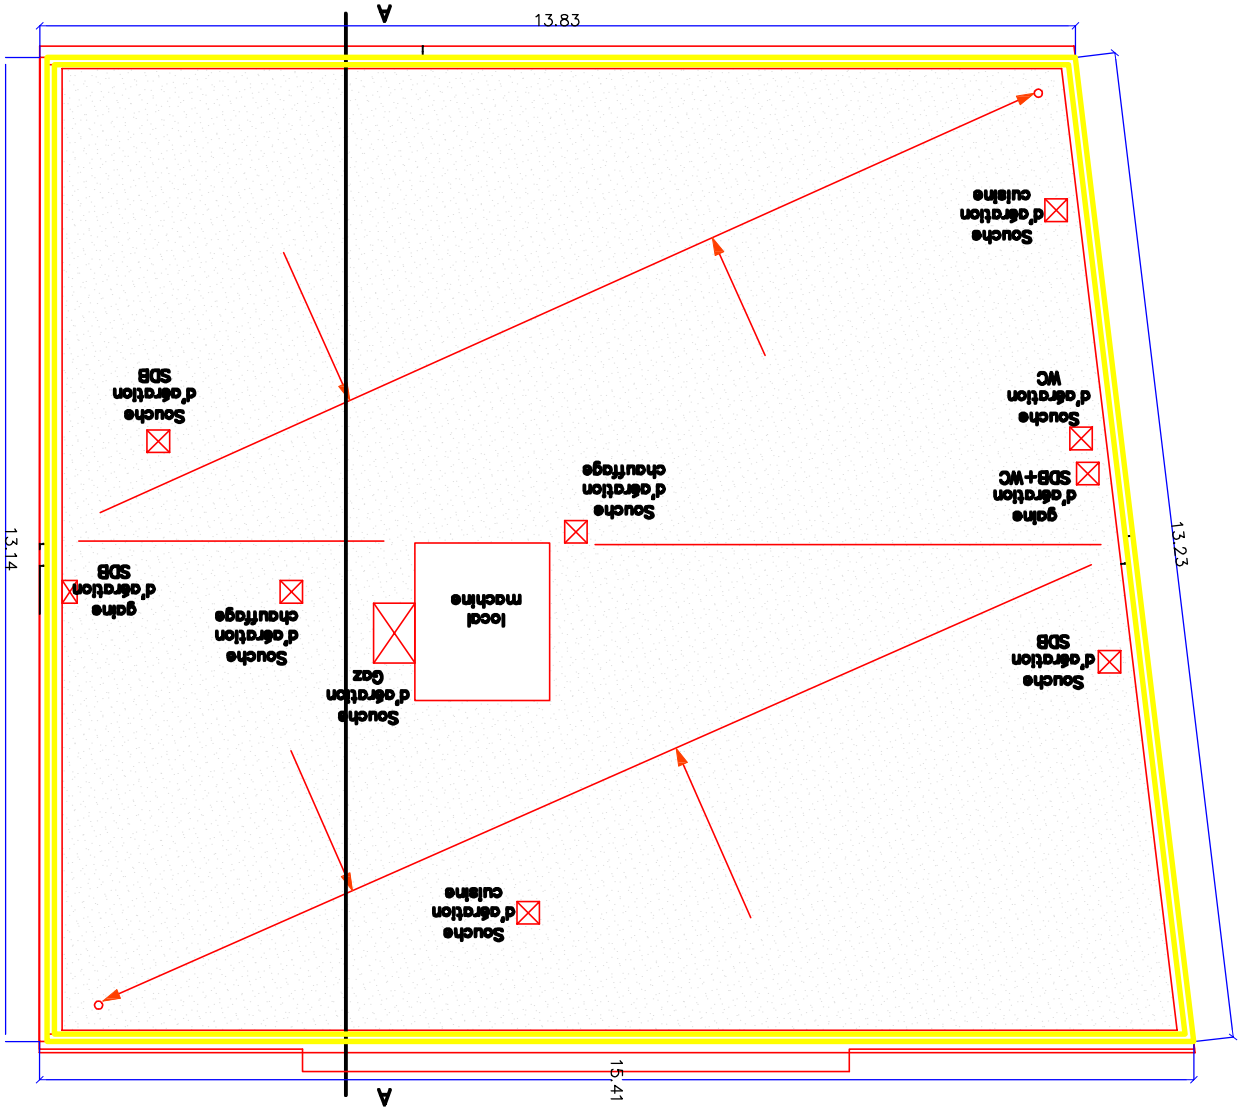 A
13.83
Souche
d'aération
cuisine
Souche
d'aération
SDB
Souche
d'aération
WC
Souche
d'aération
chauffage
gaine
d'aération
SDB+WC
13.14
13.23
gaine
d'aération
SDB
Souche
d'aération
chauffage
local
machine
Souche
d'aération
SDB
Souche
d'aération
Gaz
Souche
d'aération
cuisine
15.41
A